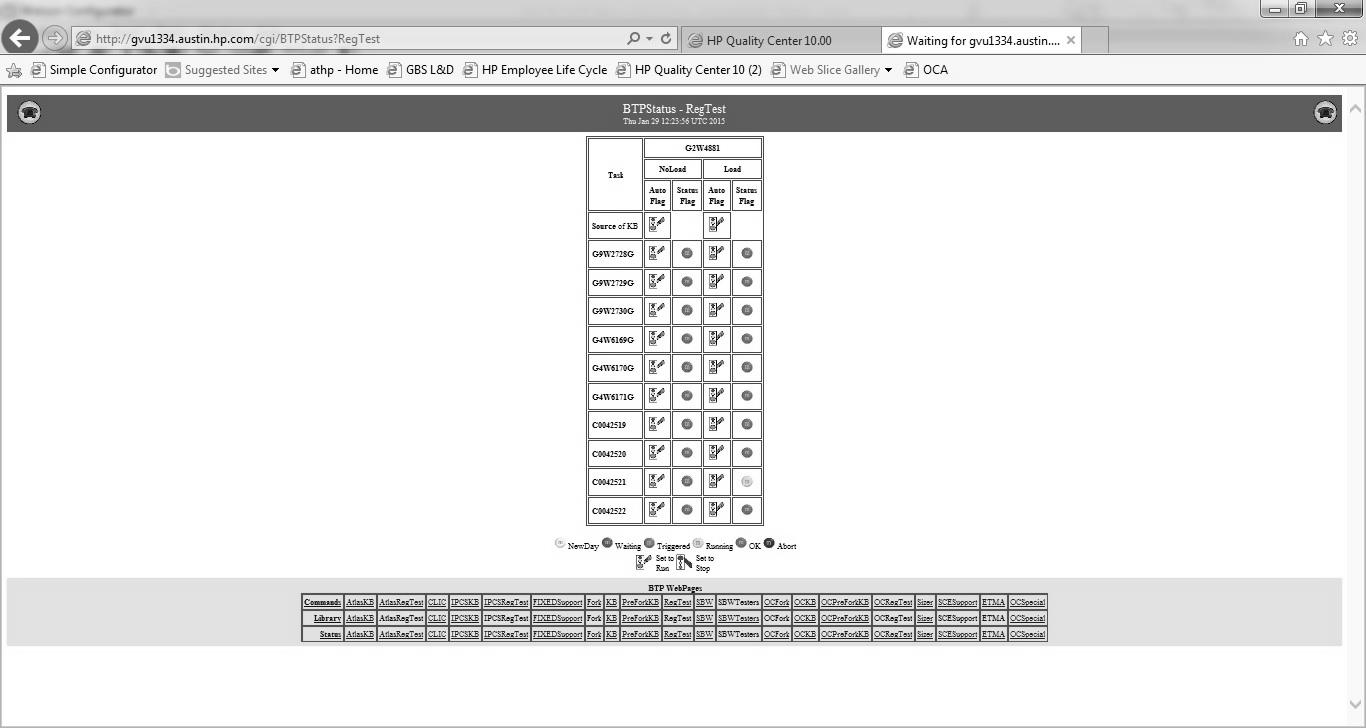 http://gvu1334.austin.hp.com/cgi/BTPStatus?RegTest
HP Quality Center 10.00
Waiting for gvu1334.austin....
Simple Configurator Suggested Sites athp - Home GBS L&D HP Employee Life Cycle HP Quality Center 10 (2) Web Slice Gallery OCA
BTPStatus - RegTest
Thu Jan 29 12:23:56 UTC 2015
Task
G2W4881
NoLoad Load
Auto Flag Status Flag Auto Flag Status Flag
Source of KB
G9W2728G
G9W2729G
G9W2730G
G4W6169G
G4W6170G
G4W6171G
C0042519
C0042520
C0042521
C0042522
NewDay Waiting Triggered Running OK Abort
Set to Run Set to Stop
BTP WebPages
Commands AtlasKB AtlasRegTest CLIC IPCSKB IPCSRegTest FIXEDSupport Fork KB PreForkKB RegTest SBW SBWTesters OCFork OCKB OCPreForkKB OCRegTest Sizer SCESupport ETMA OCSpecial
Library AtlasKB AtlasRegTest CLIC IPCSKB IPCSRegTest FIXEDSupport Fork KB PreForkKB RegTest SBW SBWTesters OCFork OCKB OCPreForkKB OCRegTest Sizer SCESupport ETMA OCSpecial
Status AtlasKB AtlasRegTest CLIC IPCSKB IPCSRegTest FIXEDSupport Fork KB PreForkKB RegTest SBW SBWTesters OCFork OCKB OCPreForkKB OCRegTest Sizer SCESupport ETMA OCSpecial